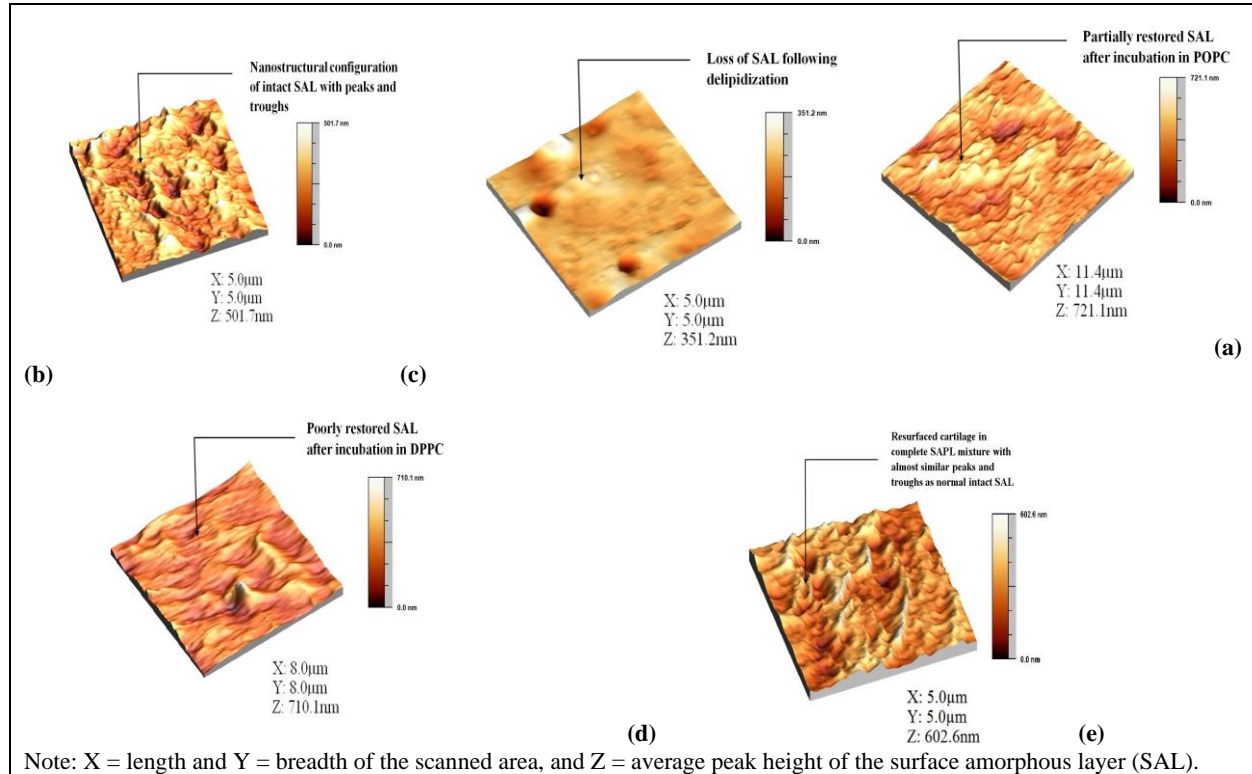 Nanostructural configuration
of intact SAL with peaks and
troughs
501.7 nm
0.0 nm
X: 5.0µm
Y: 5.0µm
Z: 501.7nm
Loss of SAL following
delipidization
351.2 nm
0.0 nm
X: 5.0µm
Y: 5.0µm
Z: 351.2nm
Partially restored SAL
after incubation in POPC
721.1 nm
0.0 nm
X: 11.4µm
Y: 11.4µm
Z: 721.1nm
(a)
(b)
(c)
Poorly restored SAL
after incubation in DPPC
710.1 nm
0.0 nm
X: 8.0µm
Y: 8.0µm
Z: 710.1nm
Resurfaced cartilage in
complete SAPL mixture with
almost similar peaks and
troughs as normal intact SAL
602.6 nm
0.0 nm
X: 5.0µm
Y: 5.0µm
Z: 602.6nm
(d)
(e)
Note: X = length and Y = breadth of the scanned area, and Z = average peak height of the surface amorphous layer (SAL).